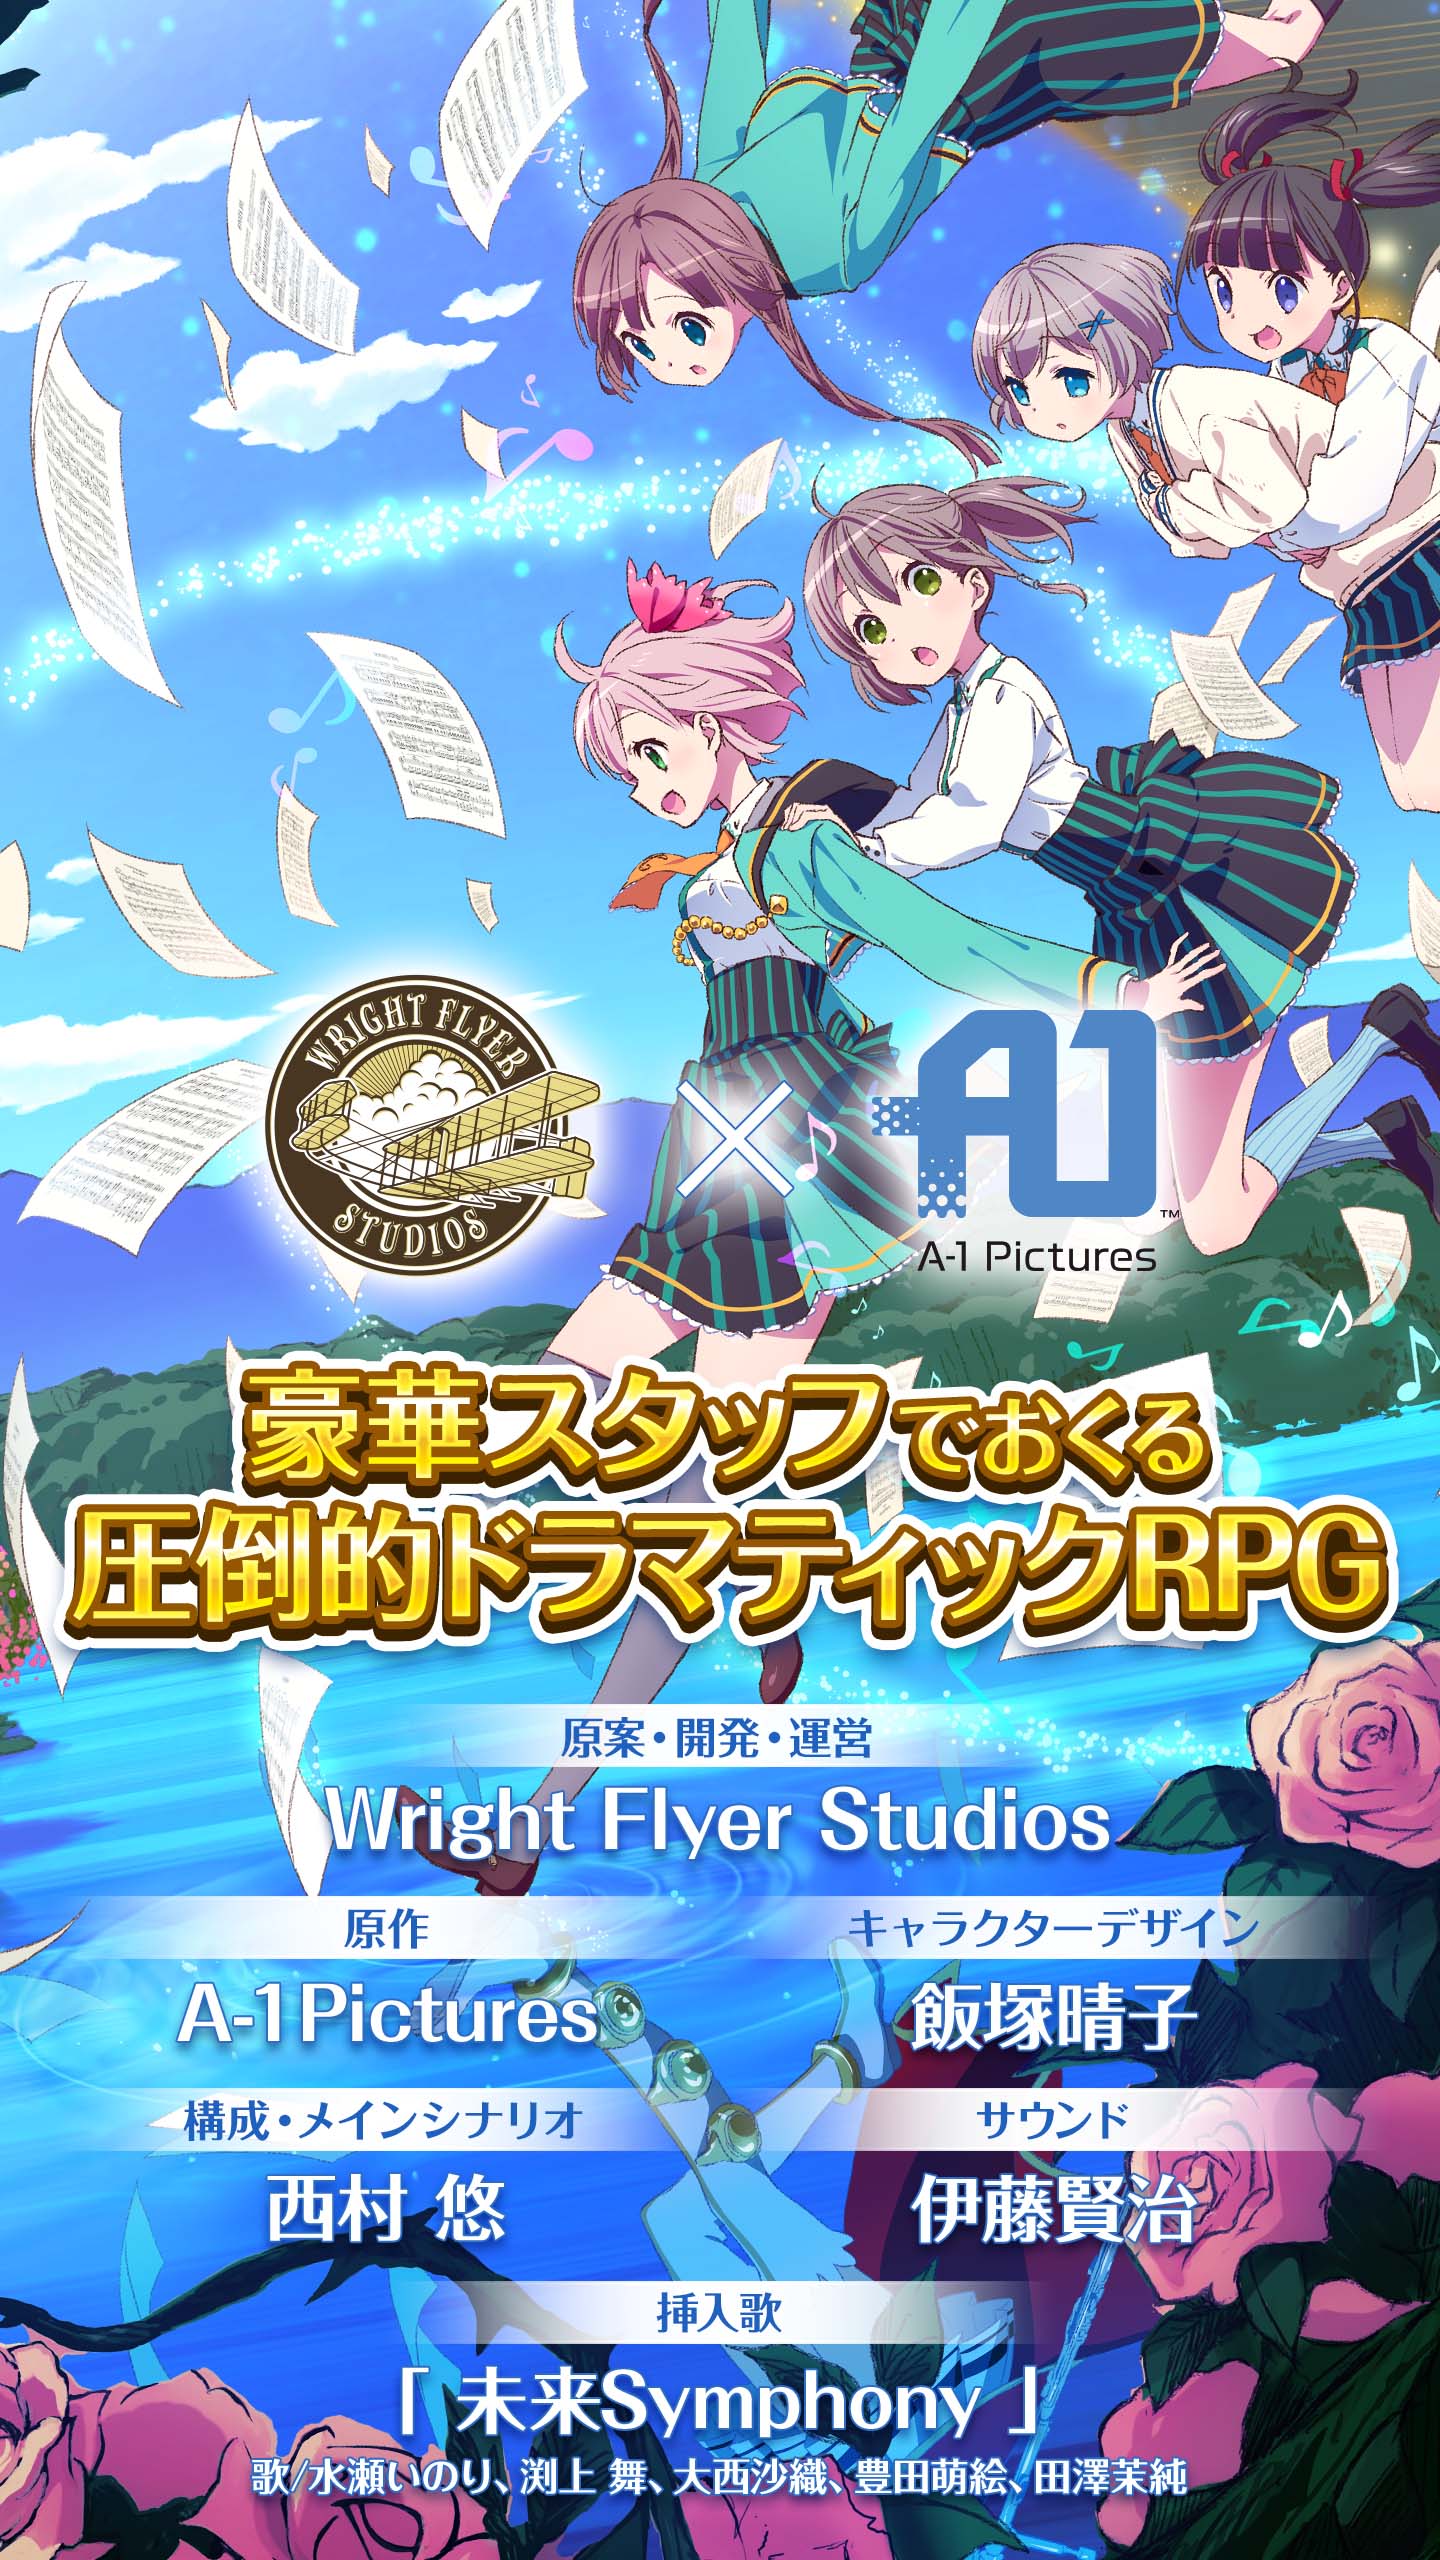 WRIGHT FLYER
STUDIOS
×
A1
TM
A-1 Pictures
豪華スタッフでおくる
圧倒的ドラマティックRPG
原案・開発・運営
Wright Flyer Studios
原作
A-1Pictures
キャラクターデザイン
飯塚晴子
構成・メインシナリオ
西村 悠
サウンド
伊藤賢治
挿入歌
「 未来Symphony 」
歌/水瀬いのり、渕上 舞、大西沙織、豊田萌絵、田澤茉純